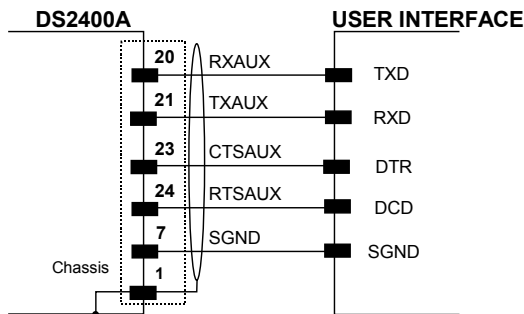 DS2400A USER INTERFACE
20 RXAUX TXD
21 TXAUX RXD
23 CTSAUX DTR
24 RTSAUX DCD
7 SGND SGND
Chassis 1